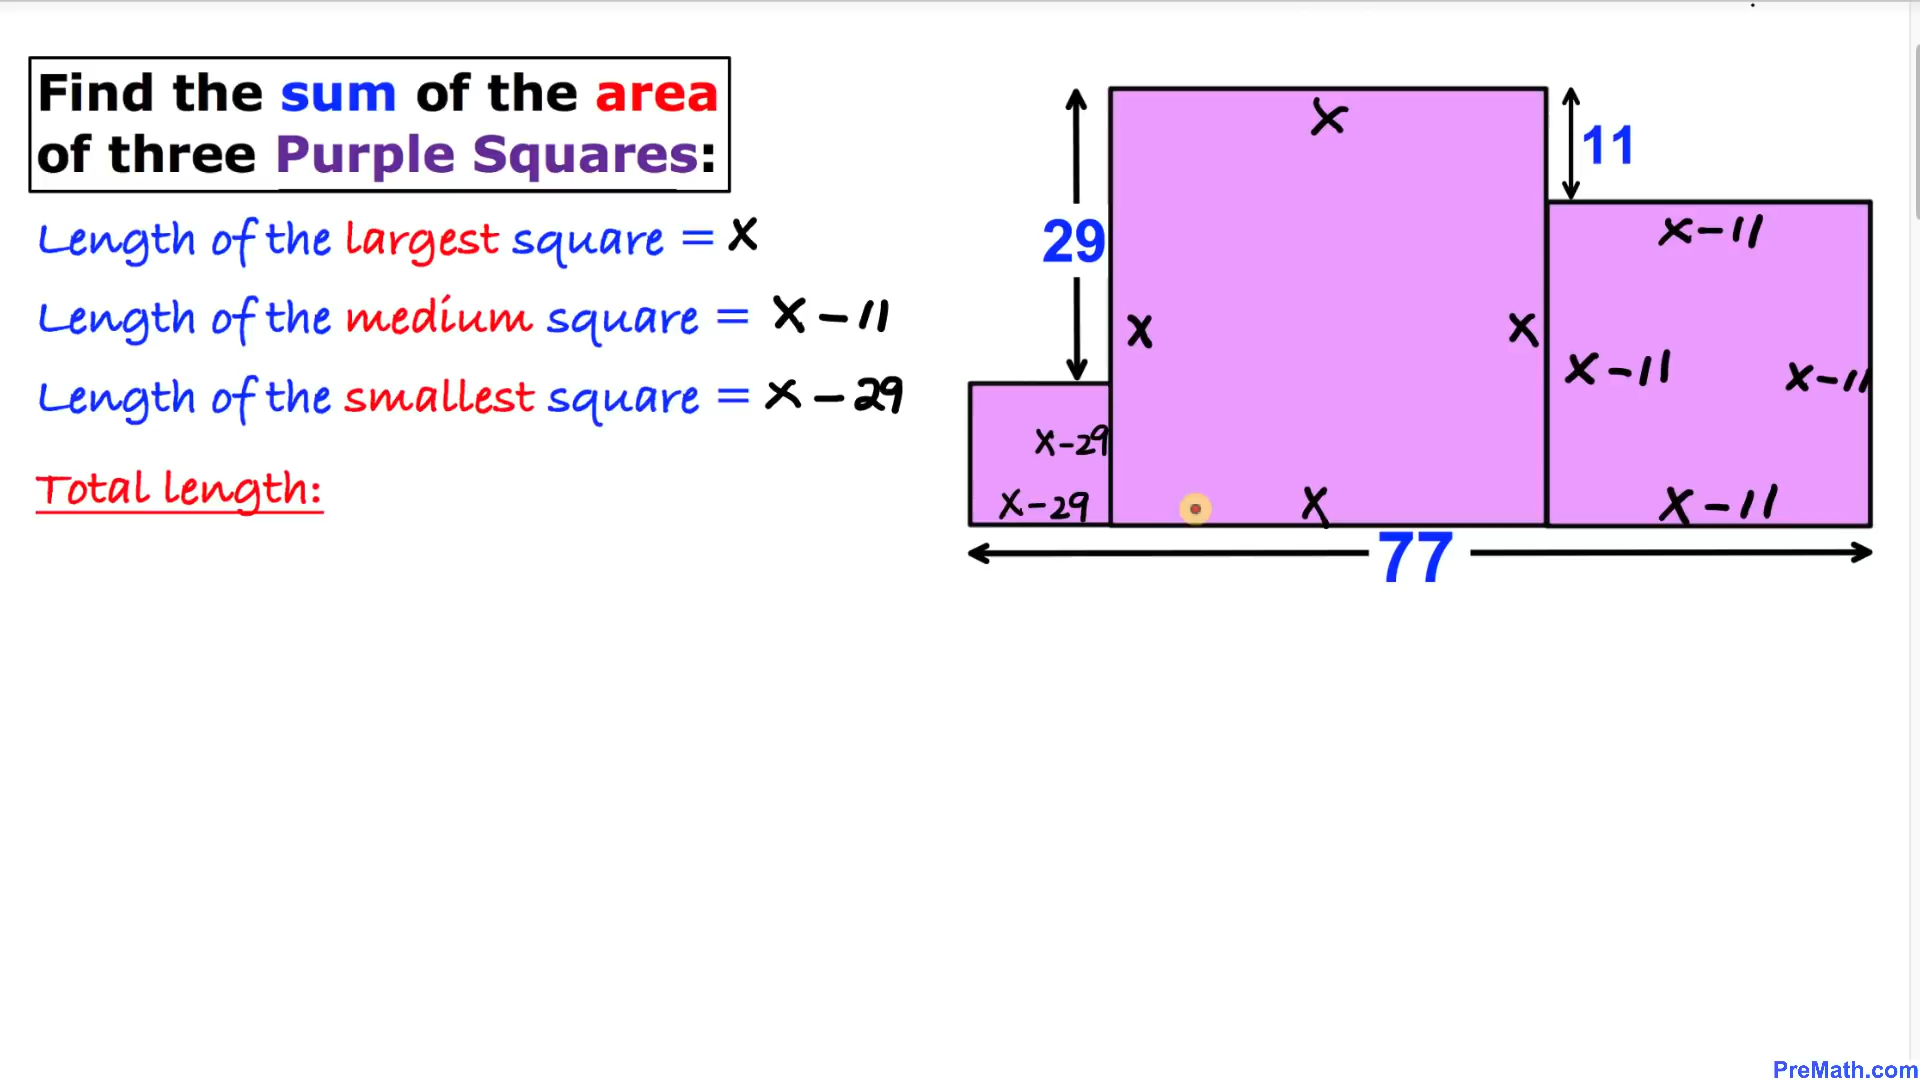 Find the sum of the area
of three Purple Squares:
Length of the largest square = x
Length of the medium square = x - 11
Length of the smallest square = x - 29
Total length:
x
11
x - 11
29
x
x
x - 11
x - 11
x - 29
x - 29
x
x - 11
77
PreMath.com